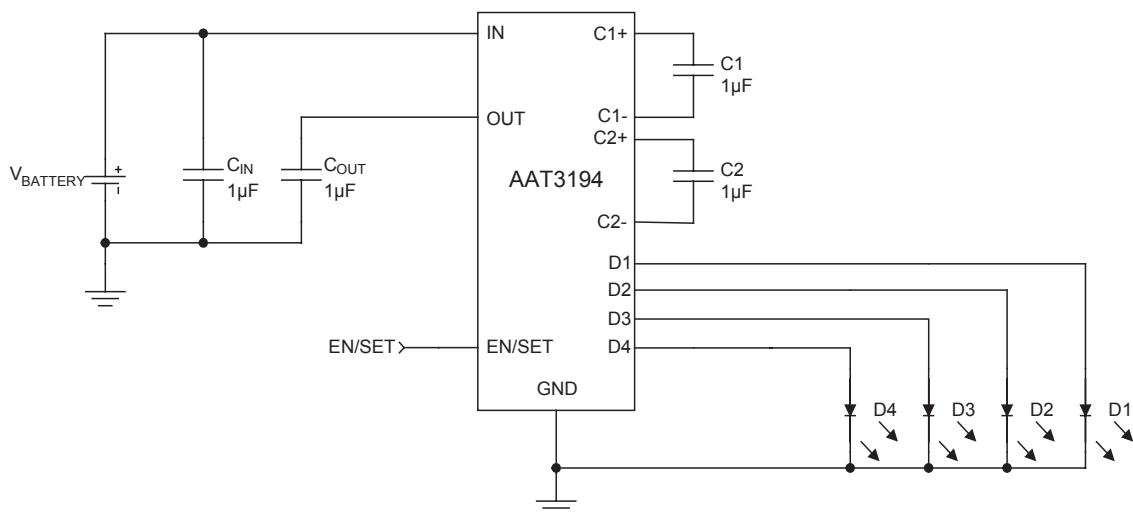 IN
C1+
C1
1µF
OUT
C1-
C2+
V_BATTERY
+
C_IN
1µF
C_OUT
1µF
AAT3194
C2
1µF
C2-
D1
D2
D3
EN/SET
EN/SET
D4
GND
D4
D3
D2
D1